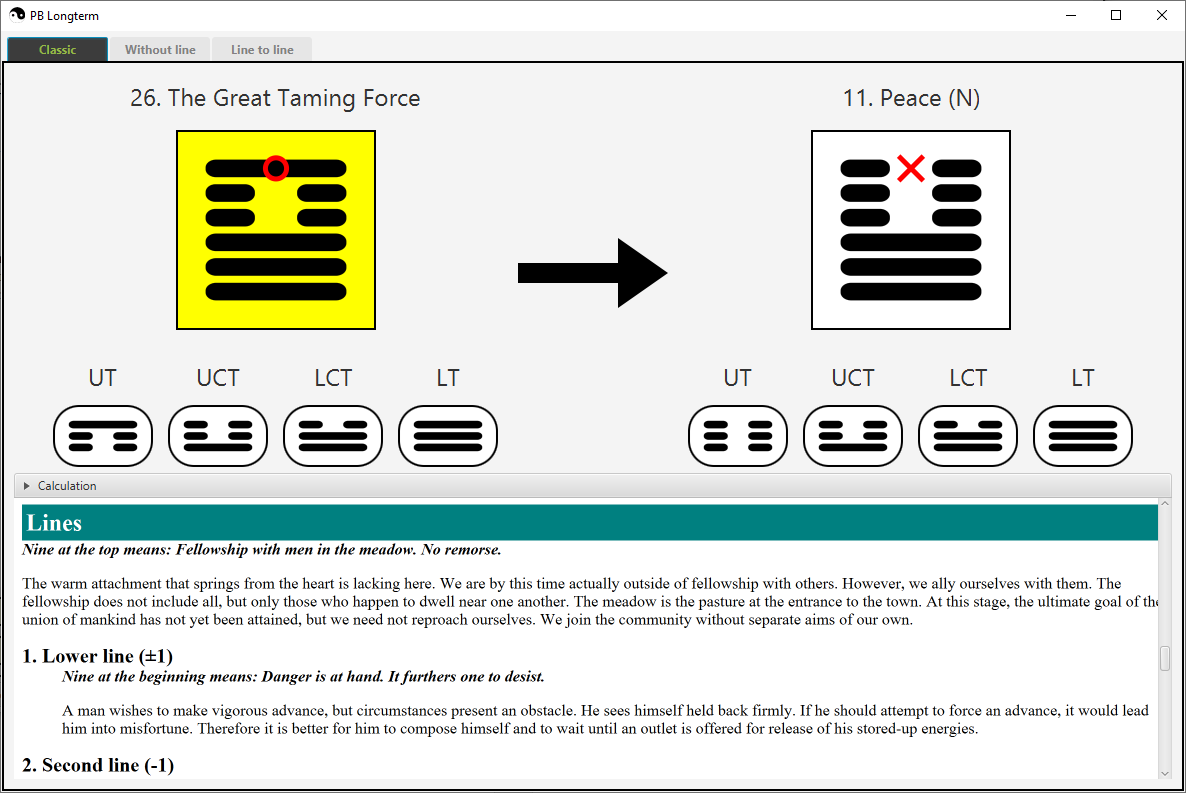 PB Longterm
Classic
Without line
Line to line
26. The Great Taming Force
11. Peace (N)
UT
UCT
LCT
LT
UT
UCT
LCT
LT
Calculation
Lines
Nine at the top means: Fellowship with men in the meadow. No remorse.
The warm attachment that springs from the heart is lacking here. We are by this time actually outside of fellowship with others. However, we ally ourselves with them. The
fellowship does not include all, but only those who happen to dwell near one another. The meadow is the pasture at the entrance to the town. At this stage, the ultimate goal of the
union of mankind has not yet been attained, but we need not reproach ourselves. We join the community without separate aims of our own.
1. Lower line (±1)
Nine at the beginning means: Danger is at hand. It furthers one to desist.
A man wishes to make vigorous advance, but circumstances present an obstacle. He sees himself held back firmly. If he should attempt to force an advance, it would lead
him into misfortune. Therefore it is better for him to compose himself and to wait until an outlet is offered for release of his stored-up energies.
2. Second line (-1)